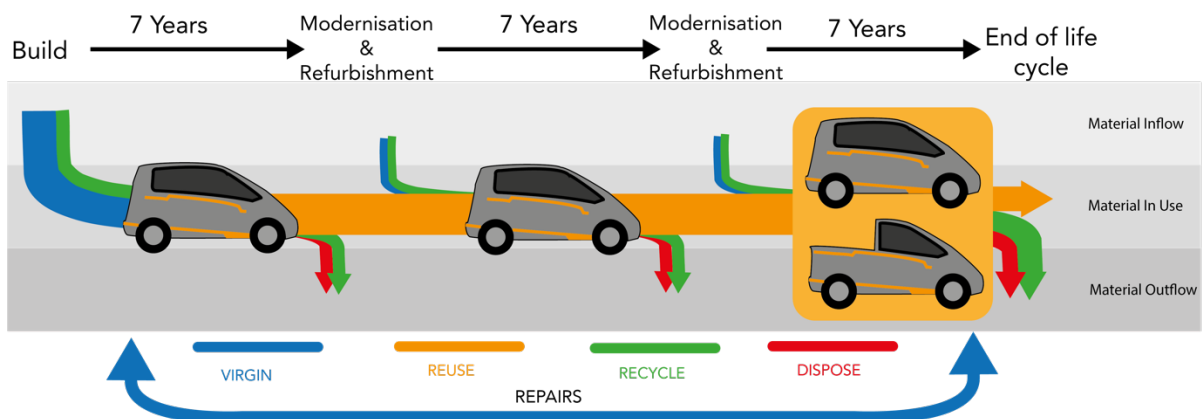 Build
7 Years
Modernisation
&
Refurbishment
7 Years
Modernisation
&
Refurbishment
7 Years
End of life
cycle
Material Inflow
Material In Use
Material Outflow
VIRGIN
REUSE
RECYCLE
DISPOSE
REPAIRS